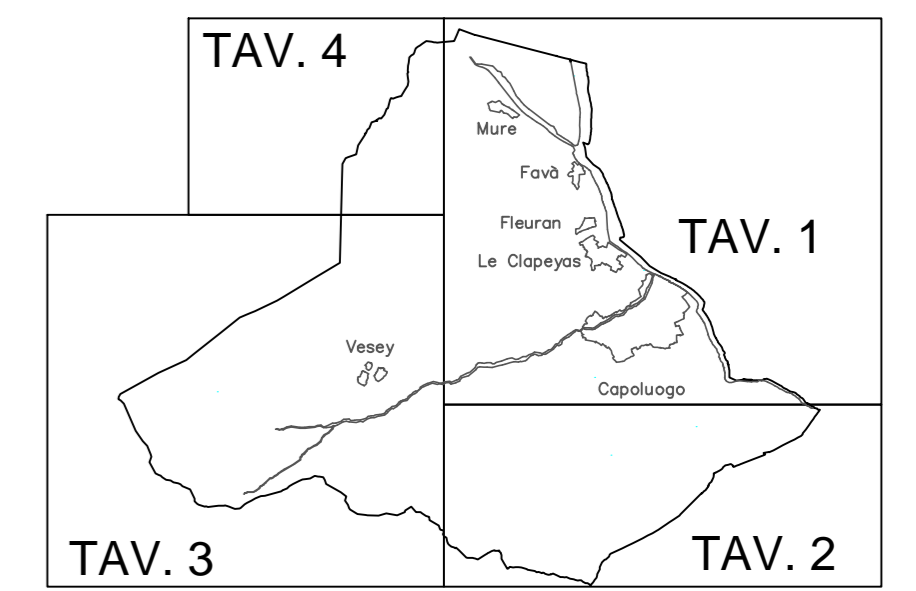 TAV. 4
Mure
Favà
Fleuran
TAV. 1
Le Clapeyas
Vesey
Capoluogo
TAV. 3
TAV. 2